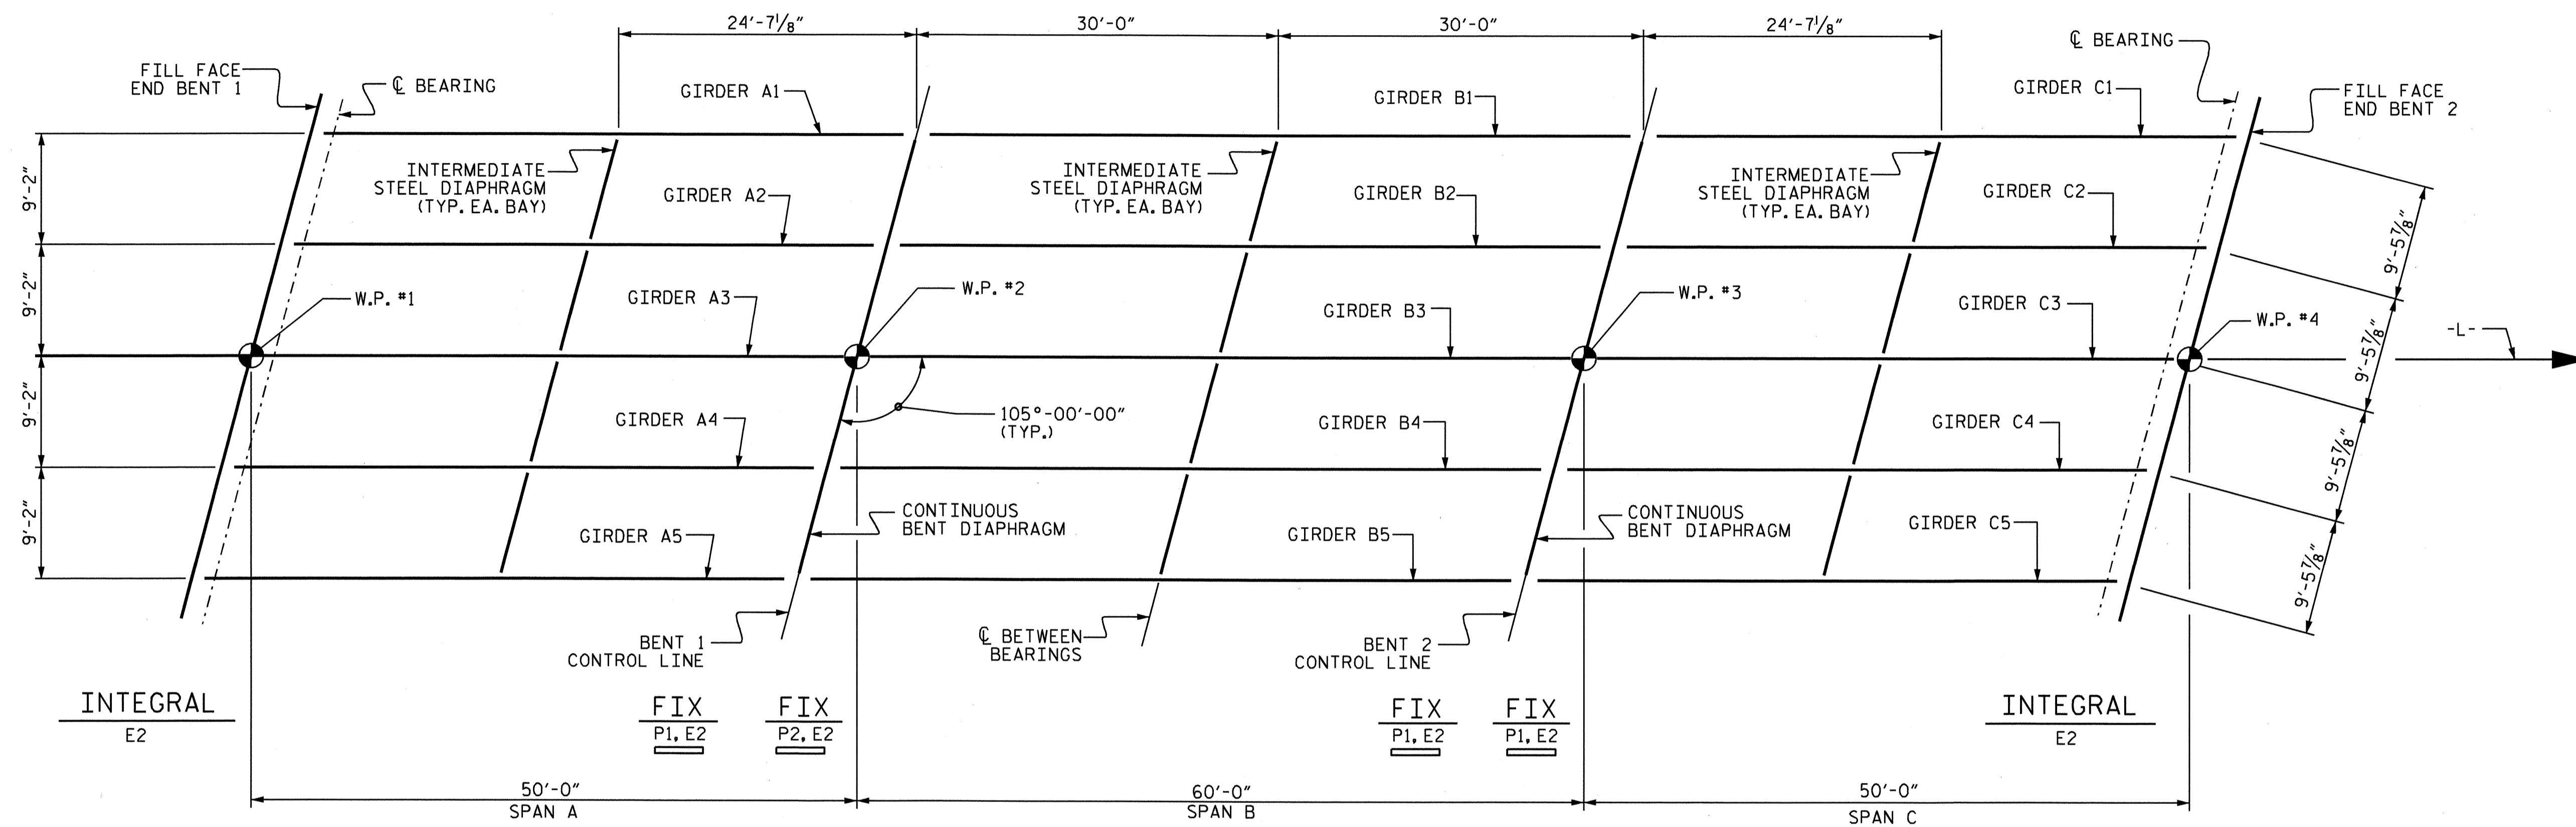 24'-7 1/8"
30'-0"
30'-0"
24'-7 1/8"
FILL FACE
END BENT 1
℄ BEARING
GIRDER A1
GIRDER B1
GIRDER C1
℄ BEARING
FILL FACE
END BENT 2
9'-2"
9'-2"
9'-2"
9'-2"
INTERMEDIATE
STEEL DIAPHRAGM
(TYP. EA. BAY)
INTERMEDIATE
STEEL DIAPHRAGM
(TYP. EA. BAY)
INTERMEDIATE
STEEL DIAPHRAGM
(TYP. EA. BAY)
GIRDER A2
GIRDER B2
GIRDER C2
9'-5 7/8"
9'-5 7/8"
9'-5 7/8"
9'-5 7/8"
W.P. #1
GIRDER A3
W.P. #2
GIRDER B3
W.P. #3
GIRDER C3
W.P. #4
-L-
GIRDER A4
105°-00'-00"
(TYP.)
GIRDER B4
GIRDER C4
GIRDER A5
CONTINUOUS
BENT DIAPHRAGM
GIRDER B5
CONTINUOUS
BENT DIAPHRAGM
GIRDER C5
BENT 1
CONTROL LINE
℄ BETWEEN
BEARINGS
BENT 2
CONTROL LINE
INTEGRAL
E2
FIX
P1, E2
FIX
P2, E2
FIX
P1, E2
FIX
P1, E2
INTEGRAL
E2
50'-0"
SPAN A
60'-0"
SPAN B
50'-0"
SPAN C